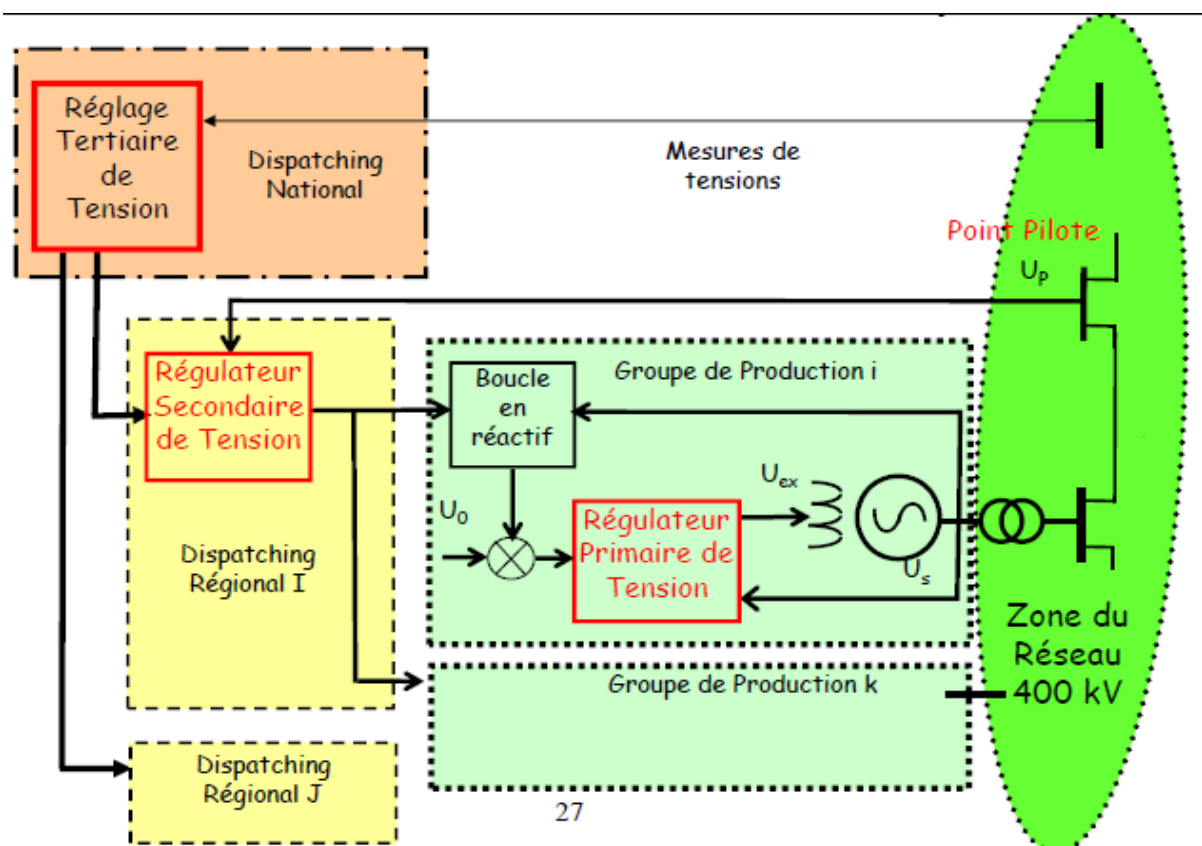 Réglage
Tertiaire
de
Tension
Dispatching
National
Mesures de
tensions
Point Pilote
U_P
Régulateur
Secondaire
de Tension
Boucle
en
réactif
Groupe de Production i
U_0
U_ex
Régulateur
Primaire de
Tension
U_s
Dispatching
Régional I
Zone du
Réseau
400 kV
Groupe de Production k
Dispatching
Régional J
27